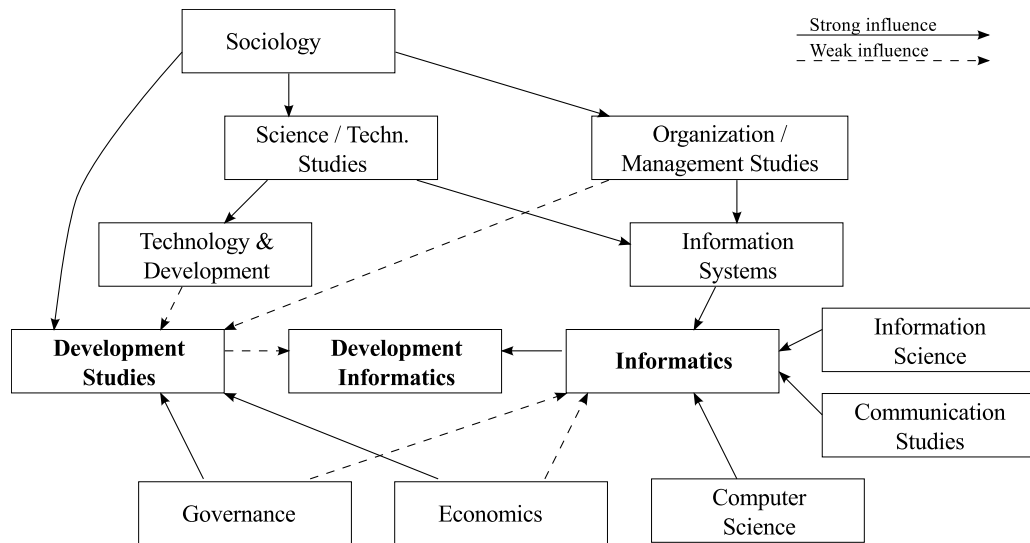 Sociology
Strong influence
Weak influence
Science / Techn.
Studies
Organization /
Management Studies
Technology &
Development
Information
Systems
Development
Studies
Development
Informatics
Informatics
Information
Science
Communication
Studies
Governance
Economics
Computer
Science